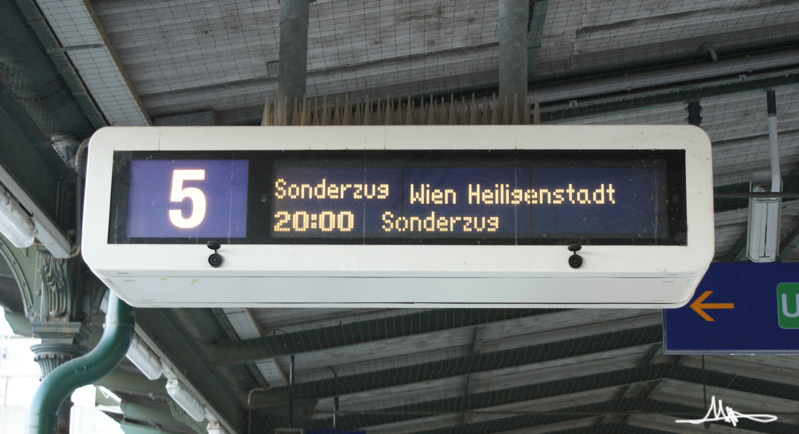 5
Sonderzug Wien Heiligenstadt
20:00 Sonderzug
U